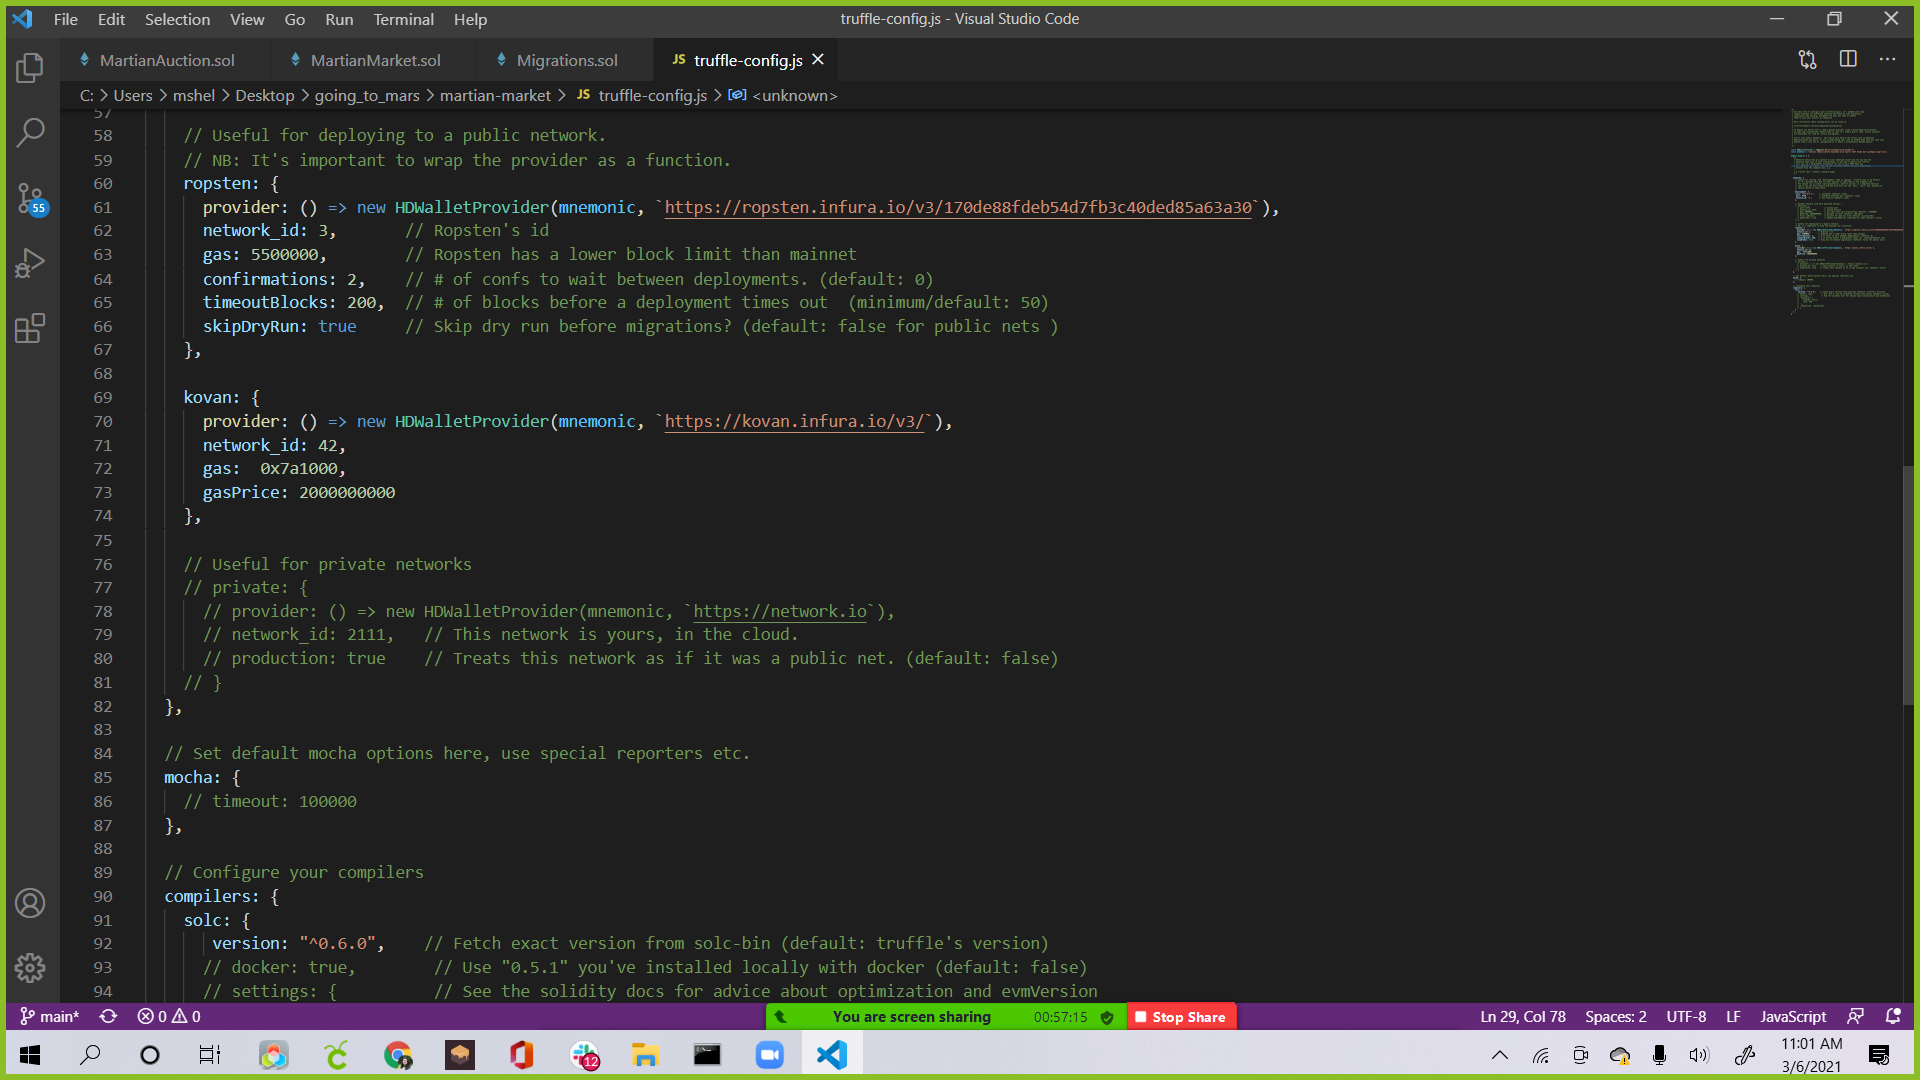 File Edit Selection View Go Run Terminal Help
truffle-config.js - Visual Studio Code
MartianAuction.sol MartianMarket.sol Migrations.sol JS truffle-config.js
C: > Users > mshel > Desktop > going_to_mars > martian-market > JS truffle-config.js > <unknown>
57
58 // Useful for deploying to a public network.
59 // NB: It's important to wrap the provider as a function.
60 ropsten: {
61 provider: () => new HDWalletProvider(mnemonic, `https://ropsten.infura.io/v3/170de88fdeb54d7fb3c40ded85a63a30`),
62 network_id: 3, // Ropsten's id
63 gas: 5500000, // Ropsten has a lower block limit than mainnet
64 confirmations: 2, // # of confs to wait between deployments. (default: 0)
65 timeoutBlocks: 200, // # of blocks before a deployment times out (minimum/default: 50)
66 skipDryRun: true // Skip dry run before migrations? (default: false for public nets )
67 },
68
69 kovan: {
70 provider: () => new HDWalletProvider(mnemonic, `https://kovan.infura.io/v3/`),
71 network_id: 42,
72 gas: 0x7a1000,
73 gasPrice: 2000000000
74 },
75
76 // Useful for private networks
77 // private: {
78 // provider: () => new HDWalletProvider(mnemonic, `https://network.io`),
79 // network_id: 2111, // This network is yours, in the cloud.
80 // production: true // Treats this network as if it was a public net. (default: false)
81 // }
82 },
83
84 // Set default mocha options here, use special reporters etc.
85 mocha: {
86 // timeout: 100000
87 },
88
89 // Configure your compilers
90 compilers: {
91 solc: {
92 version: "^0.6.0", // Fetch exact version from solc-bin (default: truffle's version)
93 // docker: true, // Use "0.5.1" you've installed locally with docker (default: false)
94 // settings: { // See the solidity docs for advice about optimization and evmVersion
55
main* 0 0
You are screen sharing 00:57:15 Stop Share
Ln 29, Col 78 Spaces: 2 UTF-8 LF JavaScript
12
11:01 AM
3/6/2021